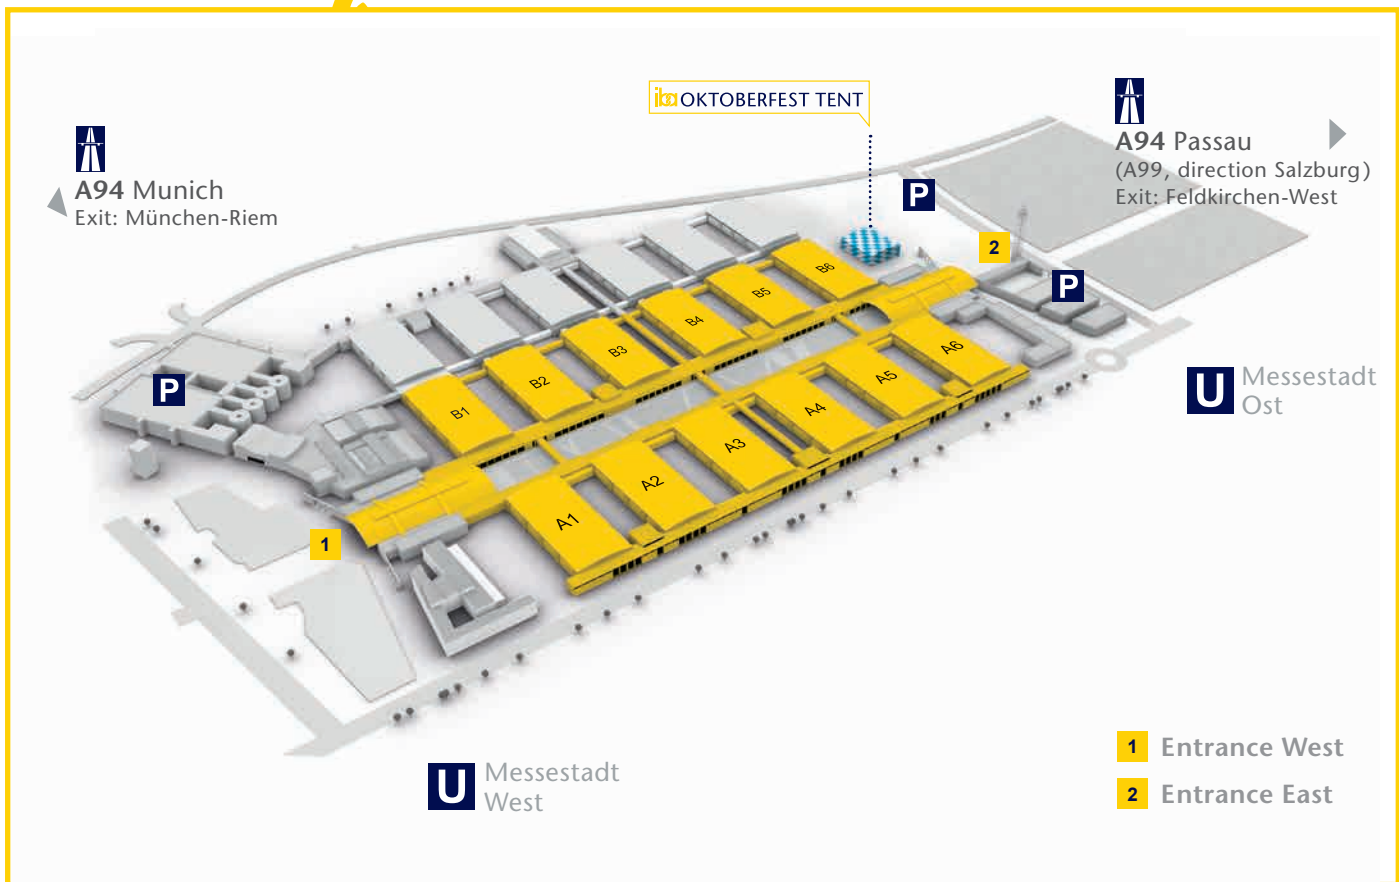 iba OKTOBERFEST TENT
A94 Munich
Exit: München-Riem
A94 Passau
(A99, direction Salzburg)
Exit: Feldkirchen-West
P
2
P
P
B6
B5
B4
B3
B2
B1
A6
A5
A4
A3
A2
A1
U Messestadt
Ost
1
U Messestadt
West
1 Entrance West
2 Entrance East